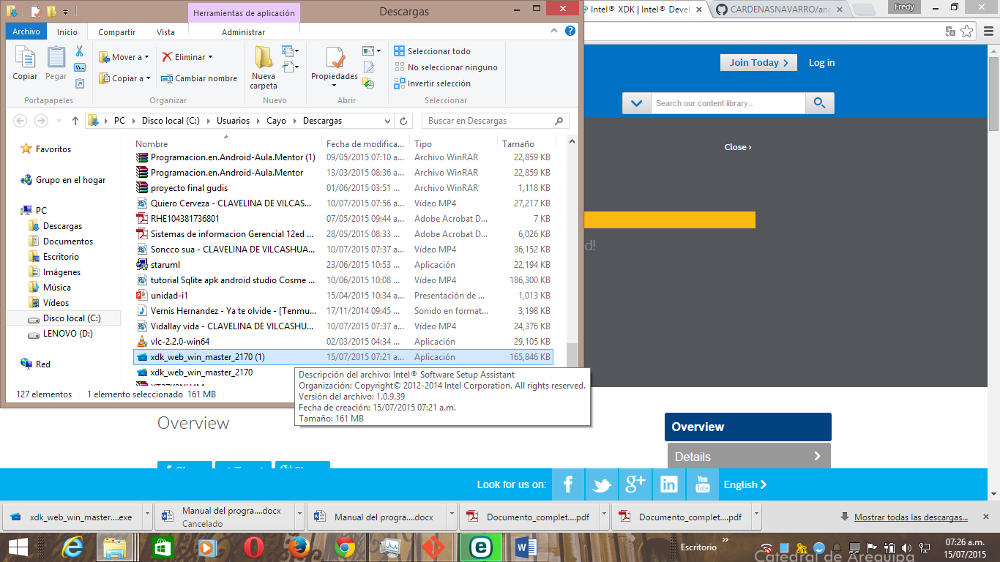 Herramientas de aplicación
Descargas
Archivo
Inicio
Compartir
Vista
Administrar
Copiar
Pegar
Mover a
Copiar a
Eliminar
Cambiar nombre
Nueva carpeta
Propiedades
Seleccionar todo
No seleccionar ninguno
Invertir selección
Portapapeles
Organizar
Nuevo
Abrir
Seleccionar
PC
Disco local (C:)
Usuarios
Cayo
Descargas
Buscar en Descargas
Favoritos
Grupo en el hogar
PC
Descargas
Documentos
Escritorio
Imágenes
Música
Vídeos
Disco local (C:)
LENOVO (D:)
Red
Nombre Fecha de modifica... Tipo Tamaño
Programacion.en.Android-Aula.Mentor (1) 09/05/2015 07:10 a... Archivo WinRAR 22,859 KB
Programacion.en.Android-Aula.Mentor 13/03/2015 08:36 a... Archivo WinRAR 22,859 KB
proyecto final gudis 01/06/2015 03:51 ... Archivo WinRAR 1,118 KB
Quiero Cerveza - CLAVELINA DE VILCAS... 10/07/2015 07:56 a... Vídeo MP4 27,217 KB
RHE104381736801 07/05/2015 09:44 a... Adobe Acrobat D... 7 KB
Sistemas de informacion Gerencial 12ed ... 28/05/2015 08:33 ... Adobe Acrobat D... 6,026 KB
Soncco sua - CLAVELINA DE VILCASHUA... 10/07/2015 07:37 a... Vídeo MP4 36,152 KB
staruml 23/06/2015 10:53 ... Aplicación 22,194 KB
tutorial Sqlite apk android studio Cosme ... 10/06/2015 10:08 ... Vídeo MP4 186,300 KB
unidad-i1 15/04/2015 10:34 a... Presentación de ... 1,013 KB
Vernis Hernandez - Ya te olvide - [Tenmu... 17/11/2014 09:45 ... Sonido en format... 3,198 KB
Vidallay vida - CLAVELINA DE VILCASHU... 10/07/2015 07:37 a... Vídeo MP4 24,376 KB
vlc-2.2.0-win64 02/03/2015 04:34 ... Aplicación 29,105 KB
xdk_web_win_master_2170 (1) 15/07/2015 07:21 a... Aplicación 165,846 KB
xdk_web_win_master_2170
Descripción del archivo: Intel® Software Setup Assistant
Organización: Copyright© 2012-2014 Intel Corporation. All rights reserved.
Versión del archivo: 1.0.9.39
Fecha de creación: 15/07/2015 07:21 a.m.
Tamaño: 161 MB
127 elementos 1 elemento seleccionado 161 MB
Intel® XDK | Intel® Devel
CARDENASNAVARRO/and
Fredy
Join Today
Log in
Search our content library...
Close ›
d!
Overview
Overview
Details
Look for us on:
You Tube
English
xdk_web_win_master....exe
Manual del progra....docx
Cancelado
Manual del progra....docx
Documento_complet....pdf
Documento_complet....pdf
Mostrar todas las descargas...
Escritorio
07:26 a.m.
15/07/2015
Catedral de Arequipa